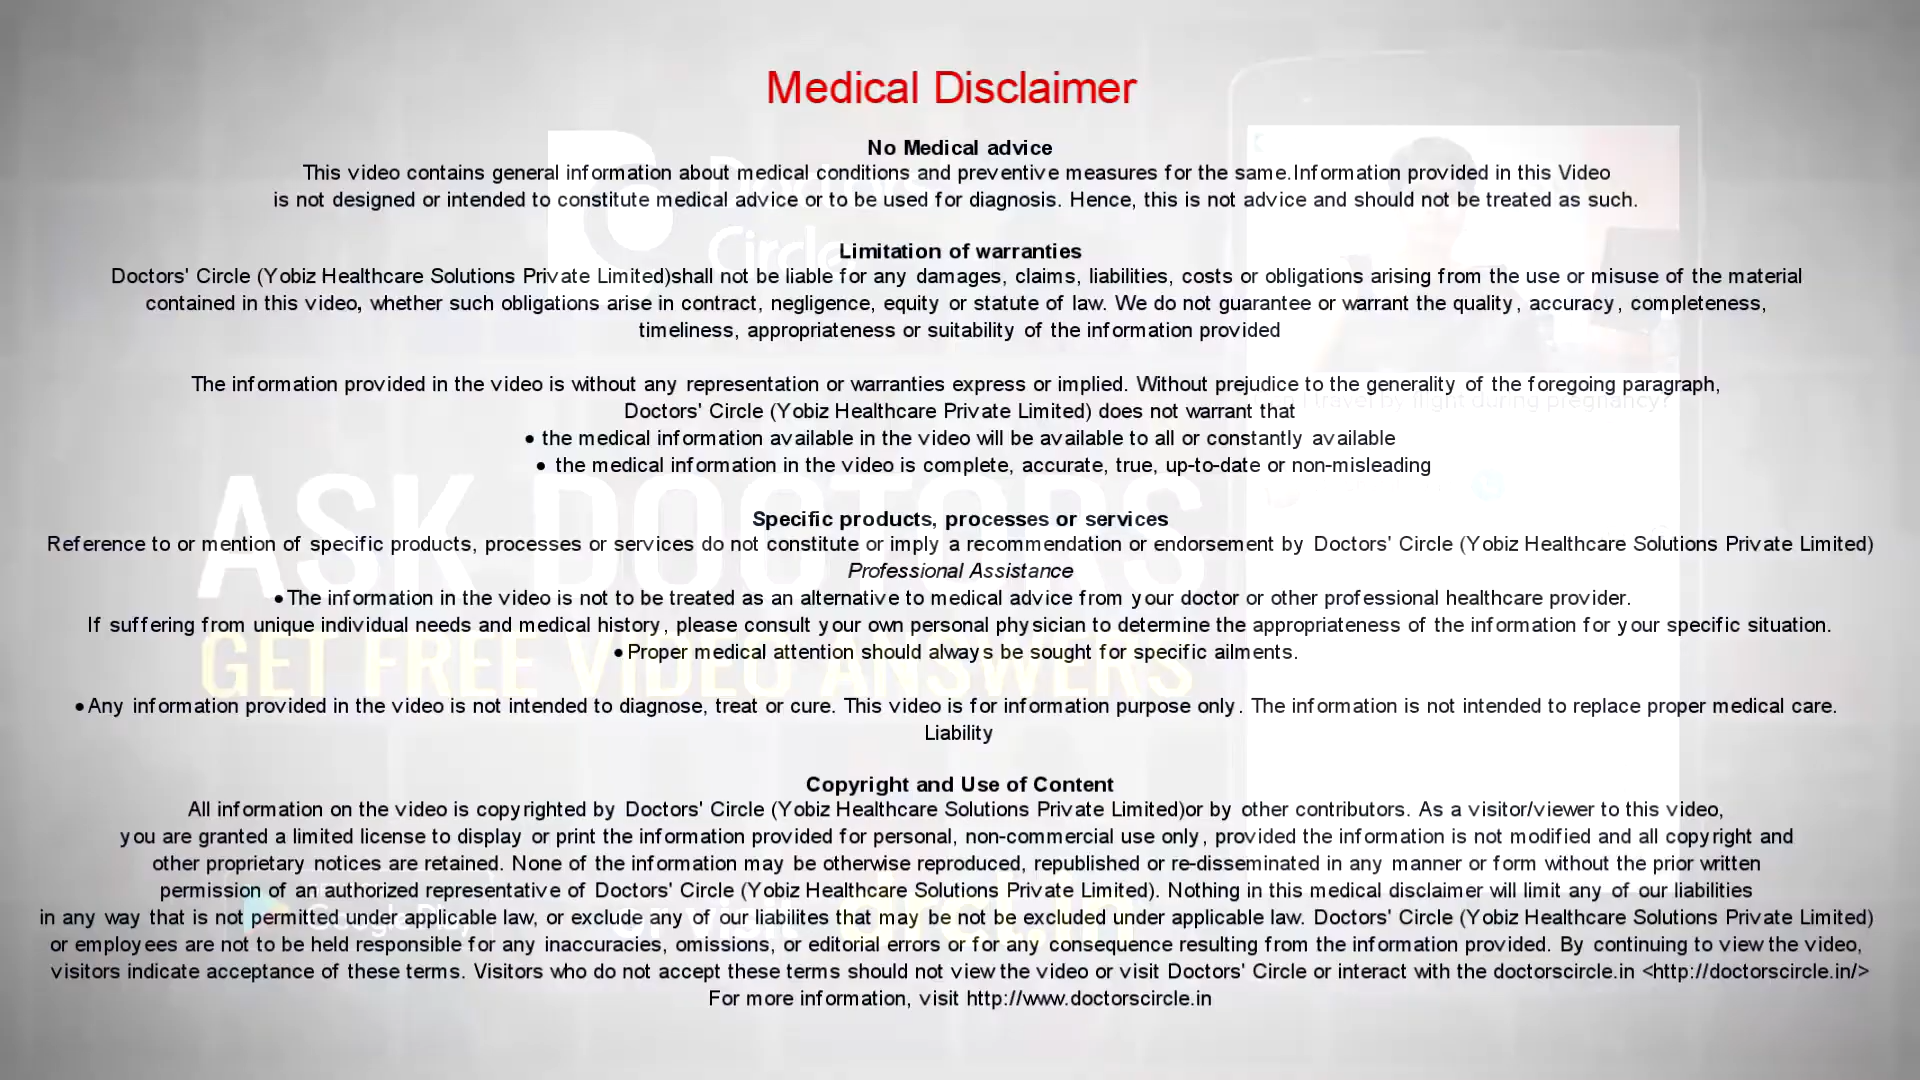 Medical Disclaimer
No Medical advice
This video contains general information about medical conditions and preventive measures for the same.Information provided in this Video
is not designed or intended to constitute medical advice or to be used for diagnosis. Hence, this is not advice and should not be treated as such.
Limitation of warranties
Doctors' Circle (Yobiz Healthcare Solutions Private Limited)shall not be liable for any damages, claims, liabilities, costs or obligations arising from the use or misuse of the material
contained in this video, whether such obligations arise in contract, negligence, equity or statute of law. We do not guarantee or warrant the quality, accuracy, completeness,
timeliness, appropriateness or suitability of the information provided
The information provided in the video is without any representation or warranties express or implied. Without prejudice to the generality of the foregoing paragraph,
Doctors' Circle (Yobiz Healthcare Private Limited) does not warrant that
• the medical information available in the video will be available to all or constantly available
• the medical information in the video is complete, accurate, true, up-to-date or non-misleading
Specific products, processes or services
Reference to or mention of specific products, processes or services do not constitute or imply a recommendation or endorsement by Doctors' Circle (Yobiz Healthcare Solutions Private Limited)
Professional Assistance
•The information in the video is not to be treated as an alternative to medical advice from your doctor or other professional healthcare provider.
If suffering from unique individual needs and medical history, please consult your own personal physician to determine the appropriateness of the information for your specific situation.
•Proper medical attention should always be sought for specific ailments.
•Any information provided in the video is not intended to diagnose, treat or cure. This video is for information purpose only. The information is not intended to replace proper medical care.
Liability
Copyright and Use of Content
All information on the video is copyrighted by Doctors' Circle (Yobiz Healthcare Solutions Private Limited)or by other contributors. As a visitor/viewer to this video,
you are granted a limited license to display or print the information provided for personal, non-commercial use only, provided the information is not modified and all copyright and
other proprietary notices are retained. None of the information may be otherwise reproduced, republished or re-disseminated in any manner or form without the prior written
permission of an authorized representative of Doctors' Circle (Yobiz Healthcare Solutions Private Limited). Nothing in this medical disclaimer will limit any of our liabilities
in any way that is not permitted under applicable law, or exclude any of our liabilites that may be not be excluded under applicable law. Doctors' Circle (Yobiz Healthcare Solutions Private Limited)
or employees are not to be held responsible for any inaccuracies, omissions, or editorial errors or for any consequence resulting from the information provided. By continuing to view the video,
visitors indicate acceptance of these terms. Visitors who do not accept these terms should not view the video or visit Doctors' Circle or interact with the doctorscircle.in <http://doctorscircle.in/>
For more information, visit http://www.doctorscircle.in
Doctors
Circle
ASK DOCTORS
GET FREE VIDEO ANSWERS
Google Play
or visit drcl.in
I travel by flight during pregnancy?